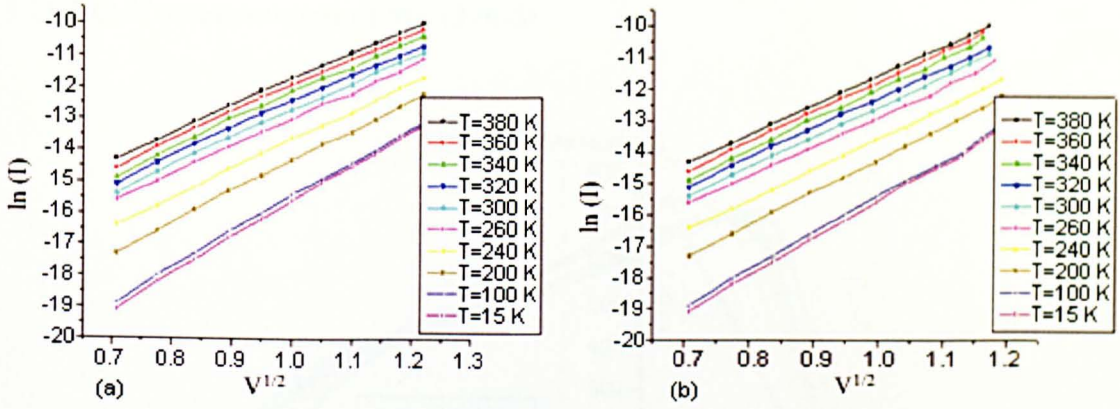 -10
-11
-12
-13
-14
-15
-16
-17
-18
-19
-20
ln (I)
0.7 0.8 0.9 1.0 1.1 1.2 1.3
V1/2
(a)
T=380 K
T=360 K
T=340 K
T=320 K
T=300 K
T=260 K
T=240 K
T=200 K
T=100 K
T=15 K
-10
-11
-12
-13
-14
-15
-16
-17
-18
-19
-20
ln (I)
0.7 0.8 0.9 1.0 1.1 1.2
V1/2
(b)
T=380 K
T=360 K
T=340 K
T=320 K
T=300 K
T=260 K
T=240 K
T=200 K
T=100 K
T=15 K